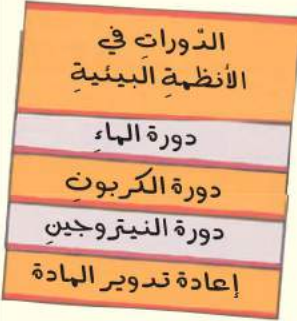 الدّوراتِ في
الأنظمةِ البيئيةِ
دورة الماءِ
دورة الكربونِ
دورة النيتروجينِ
إعادة تدوير المادة